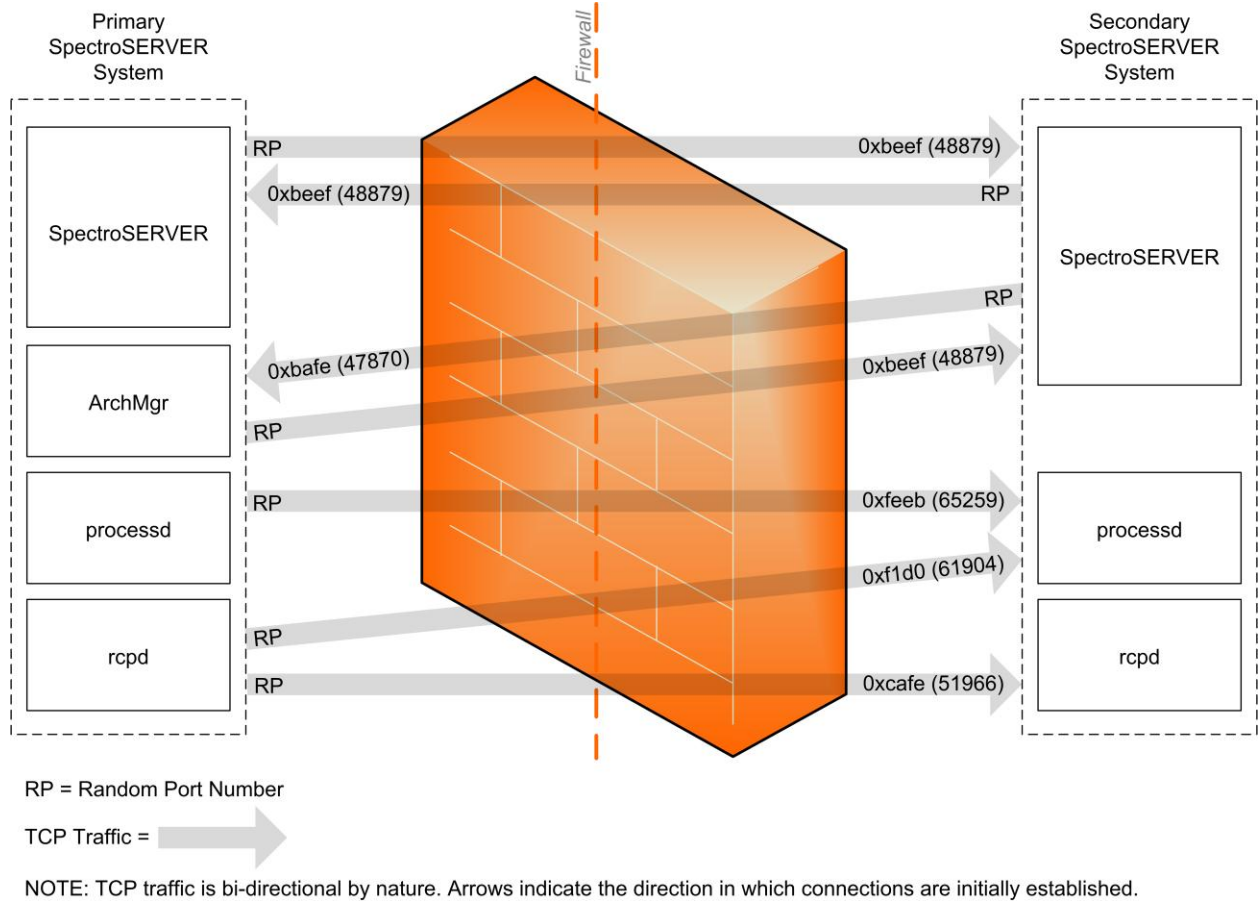 Primary
SpectroSERVER
System
Firewall
Secondary
SpectroSERVER
System
RP
0xbeef (48879)
0xbeef (48879)
RP
SpectroSERVER
SpectroSERVER
RP
0xbafe (47870)
0xbeef (48879)
ArchMgr
RP
RP
0xfeeb (65259)
processd
processd
0xf1d0 (61904)
RP
rcpd
rcpd
RP
0xcafe (51966)
RP = Random Port Number
TCP Traffic =
NOTE: TCP traffic is bi-directional by nature. Arrows indicate the direction in which connections are initially established.